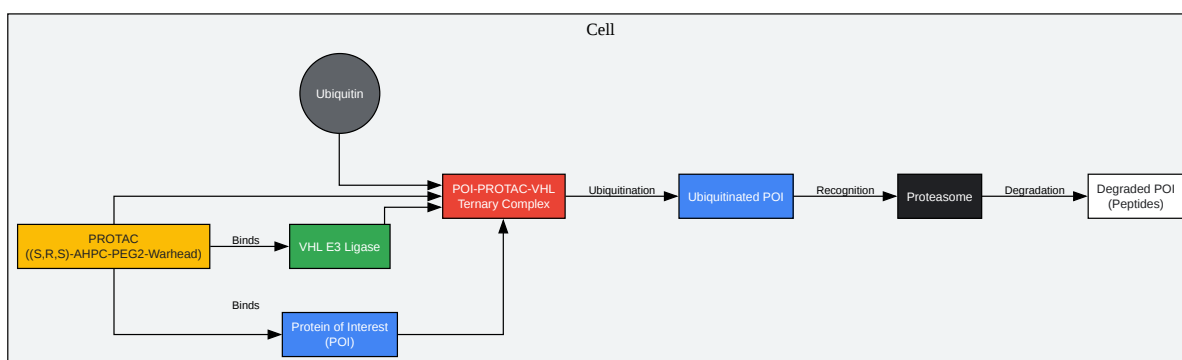 Cell
Ubiquitin
POI-PROTAC-VHL
Ternary Complex
Ubiquitination
Ubiquitinated POI
Recognition
Proteasome
Degradation
Degraded POI
(Peptides)
PROTAC
((S,R,S)-AHPC-PEG2-Warhead)
Binds
VHL E3 Ligase
Binds
Protein of Interest
(POI)